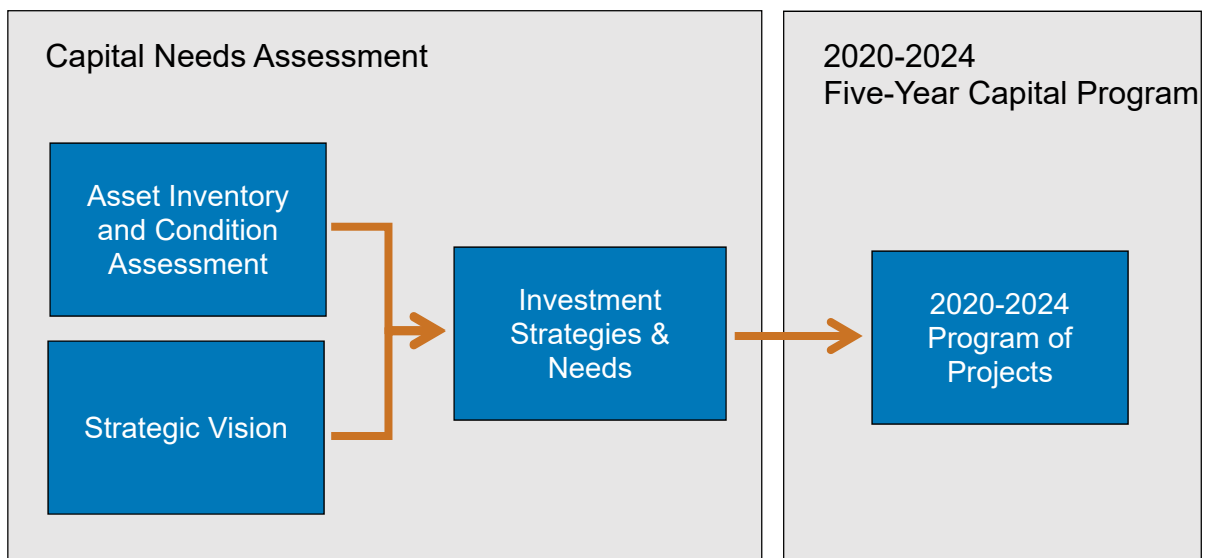 Capital Needs Assessment
Asset Inventory
and Condition
Assessment
Strategic Vision
Investment
Strategies &
Needs
2020-2024
Five-Year Capital Program
2020-2024
Program of
Projects